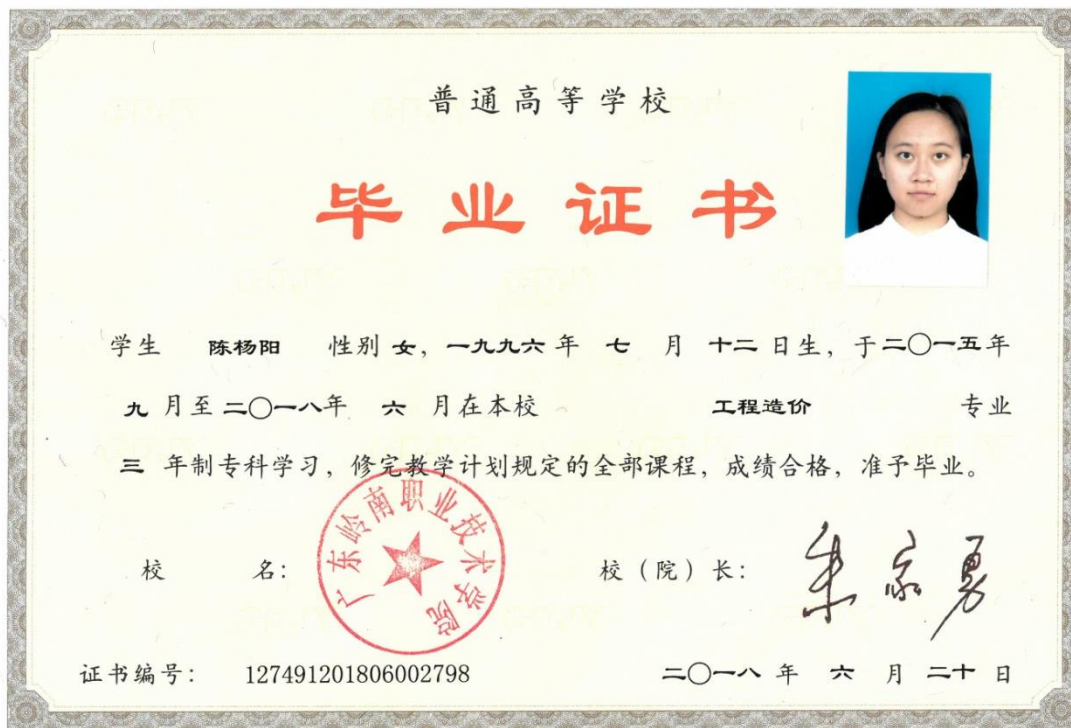 普通高等学校
毕业证书
学生 陈杨阳 性别 女，一九九六 年 七 月 十二 日生，于二〇一五年
九 月至二〇一八年 六 月在本校 工程造价 专业
三 年制专科学习，修完教学计划规定的全部课程，成绩合格，准予毕业。
广东岭南职业技术学院
校 名： 校（院）长： 朱家勇
证书编号： 127491201806002798 二〇一八 年 六 月 二十 日